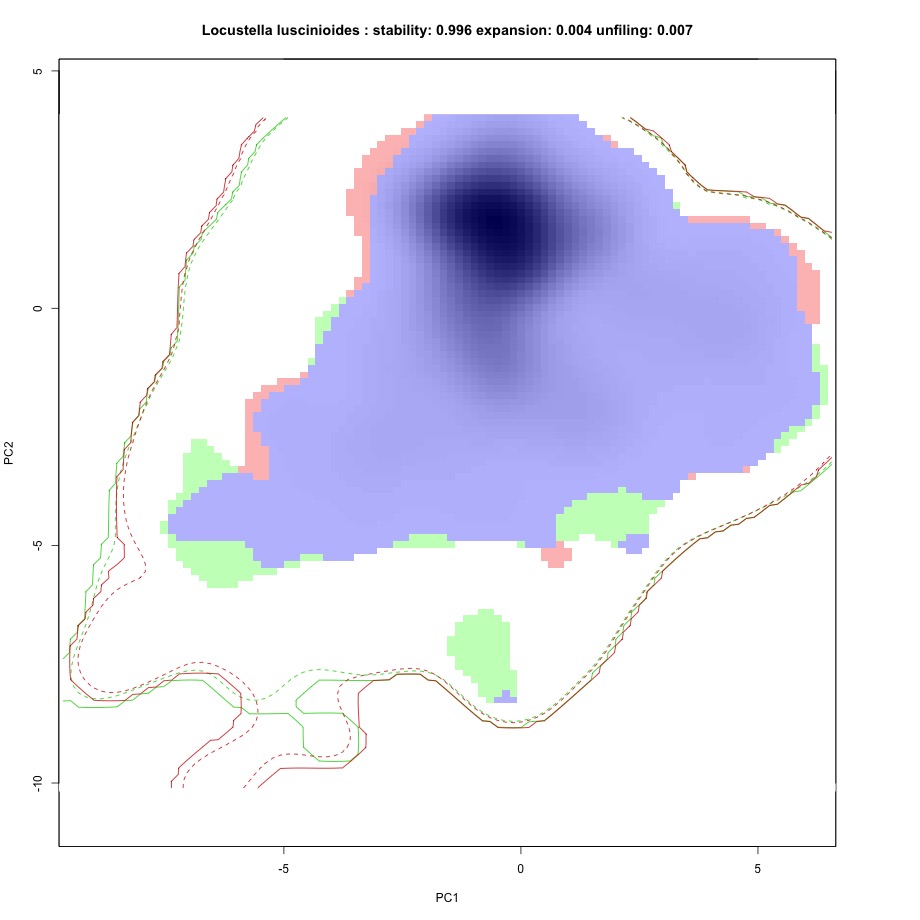 Locustella luscinioides : stability: 0.996 expansion: 0.004 unfiling: 0.007
5
0
PC2
-5
-10
-5 0 5
PC1